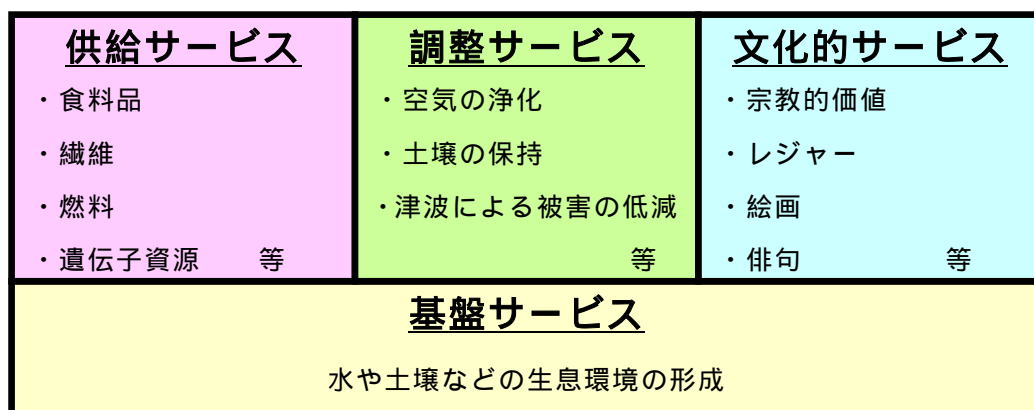 供給サービス
・食料品
・繊維
・燃料
・遺伝子資源　　等
調整サービス
・空気の浄化
・土壌の保持
・津波による被害の低減
等
文化的サービス
・宗教的価値
・レジャー
・絵画
・俳句　　　　等
基盤サービス
水や土壌などの生息環境の形成